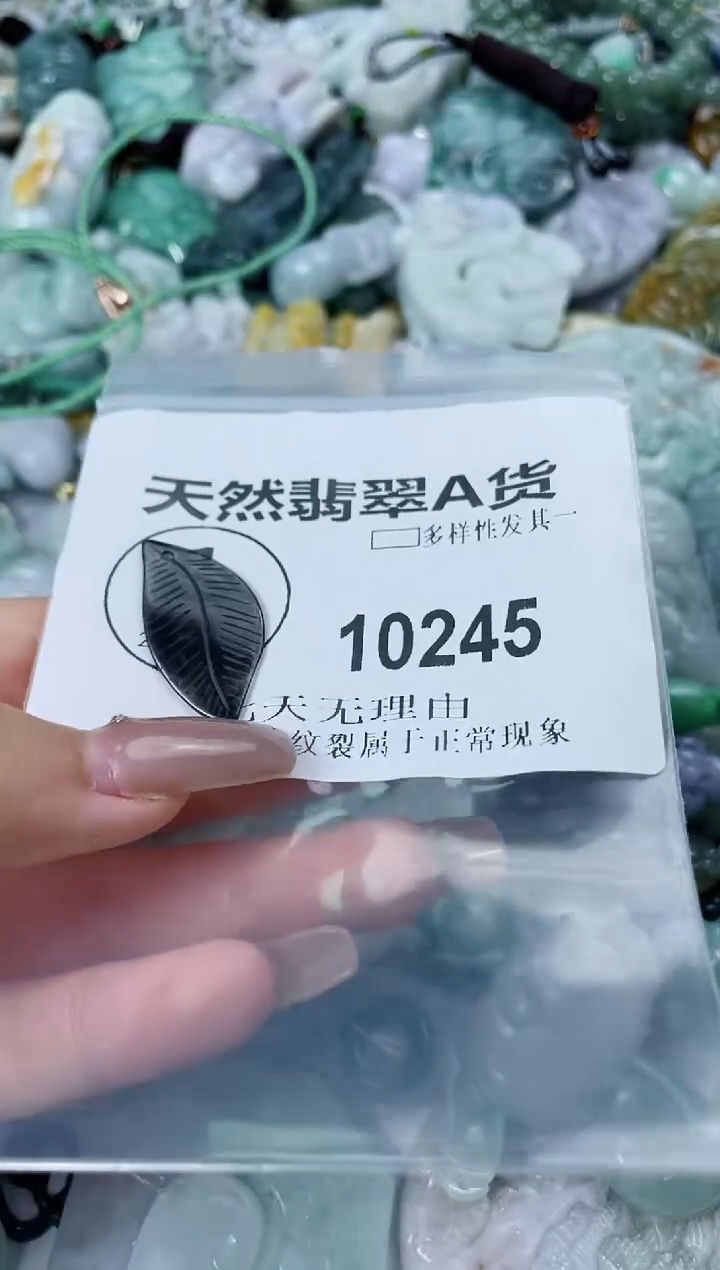 天然翡翠A货
多样性发其一
10245
天无理由
纹裂属于正常现象